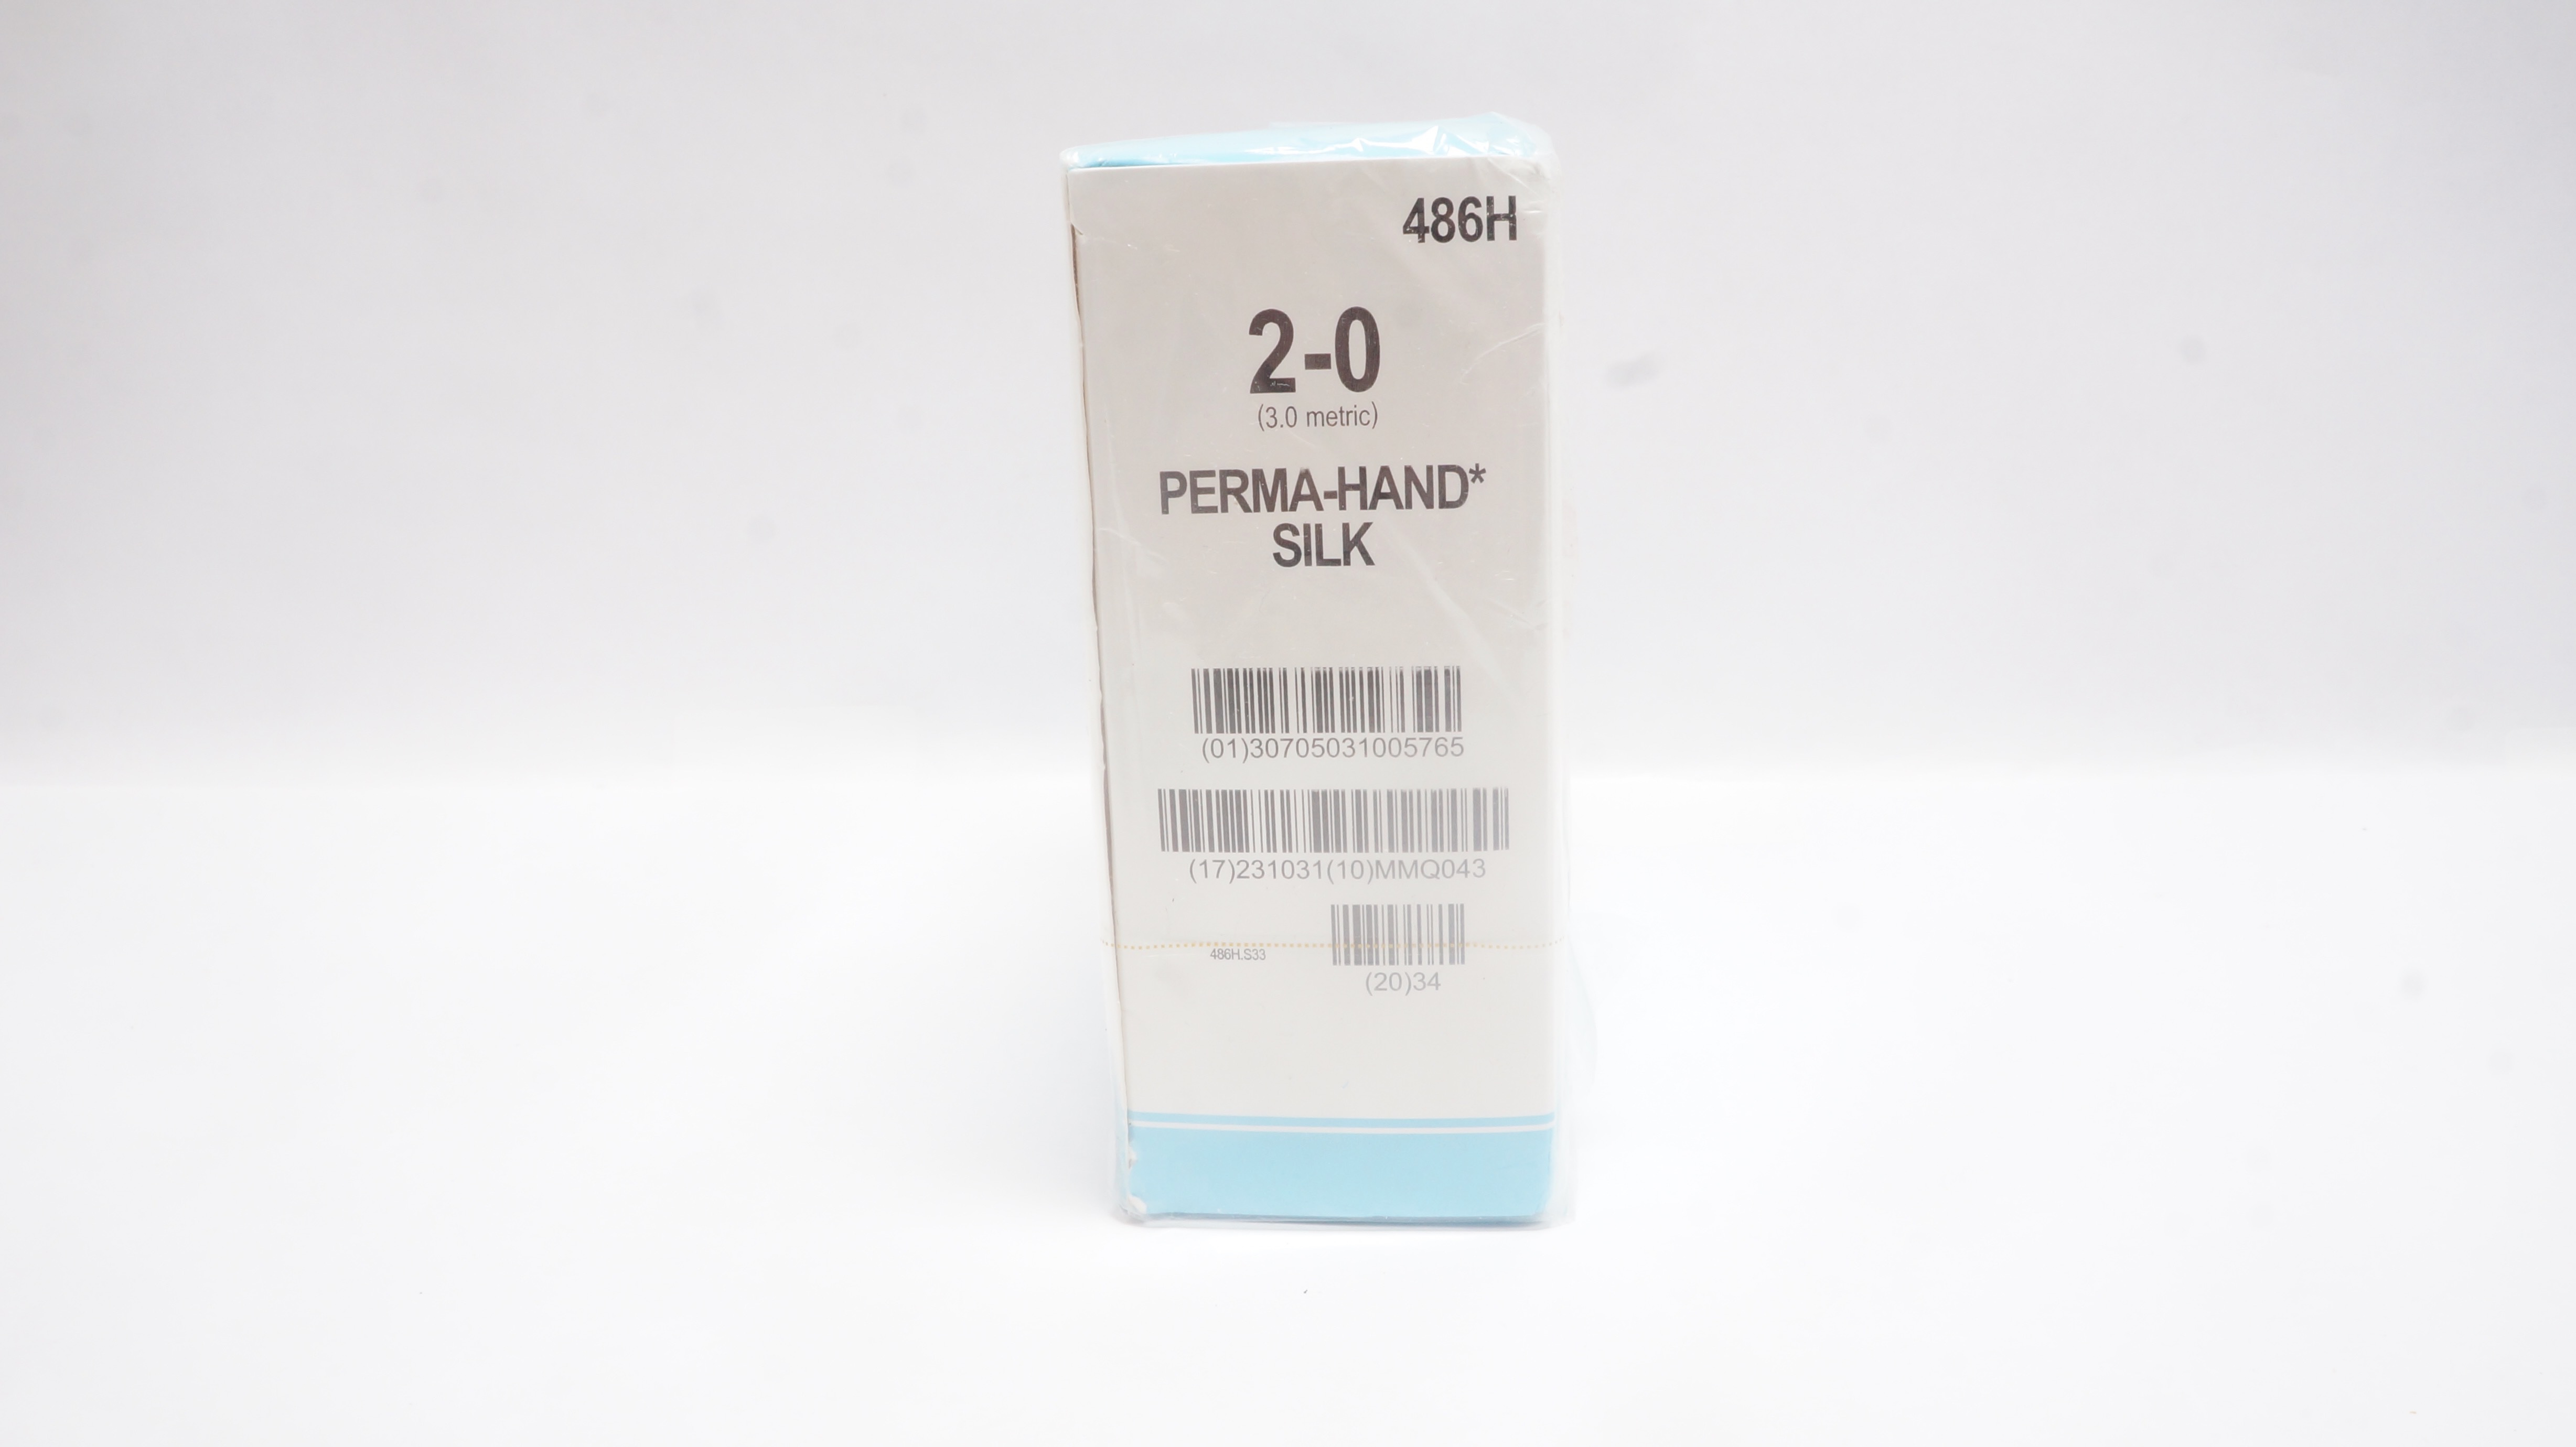 486H
2-0
(3.0 metric)
PERMA-HAND*
SILK
(01)30705031005765
(17)231031(10)MMQ043
486H.S33
(20)34